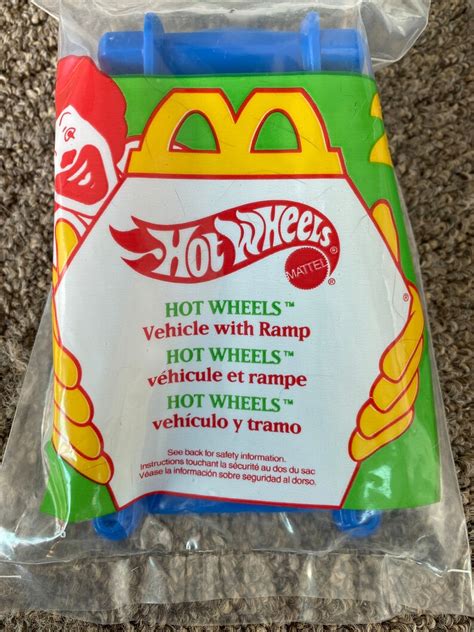 HOT WHEELS®
MATTEL®
HOT WHEELS™
Vehicle with Ramp
HOT WHEELS™
véhicule et rampe
HOT WHEELS™
vehículo y tramo
See back for safety information.
Instructions touchant la sécurité au dos du sac
Véase la información sobre seguridad al dorso.